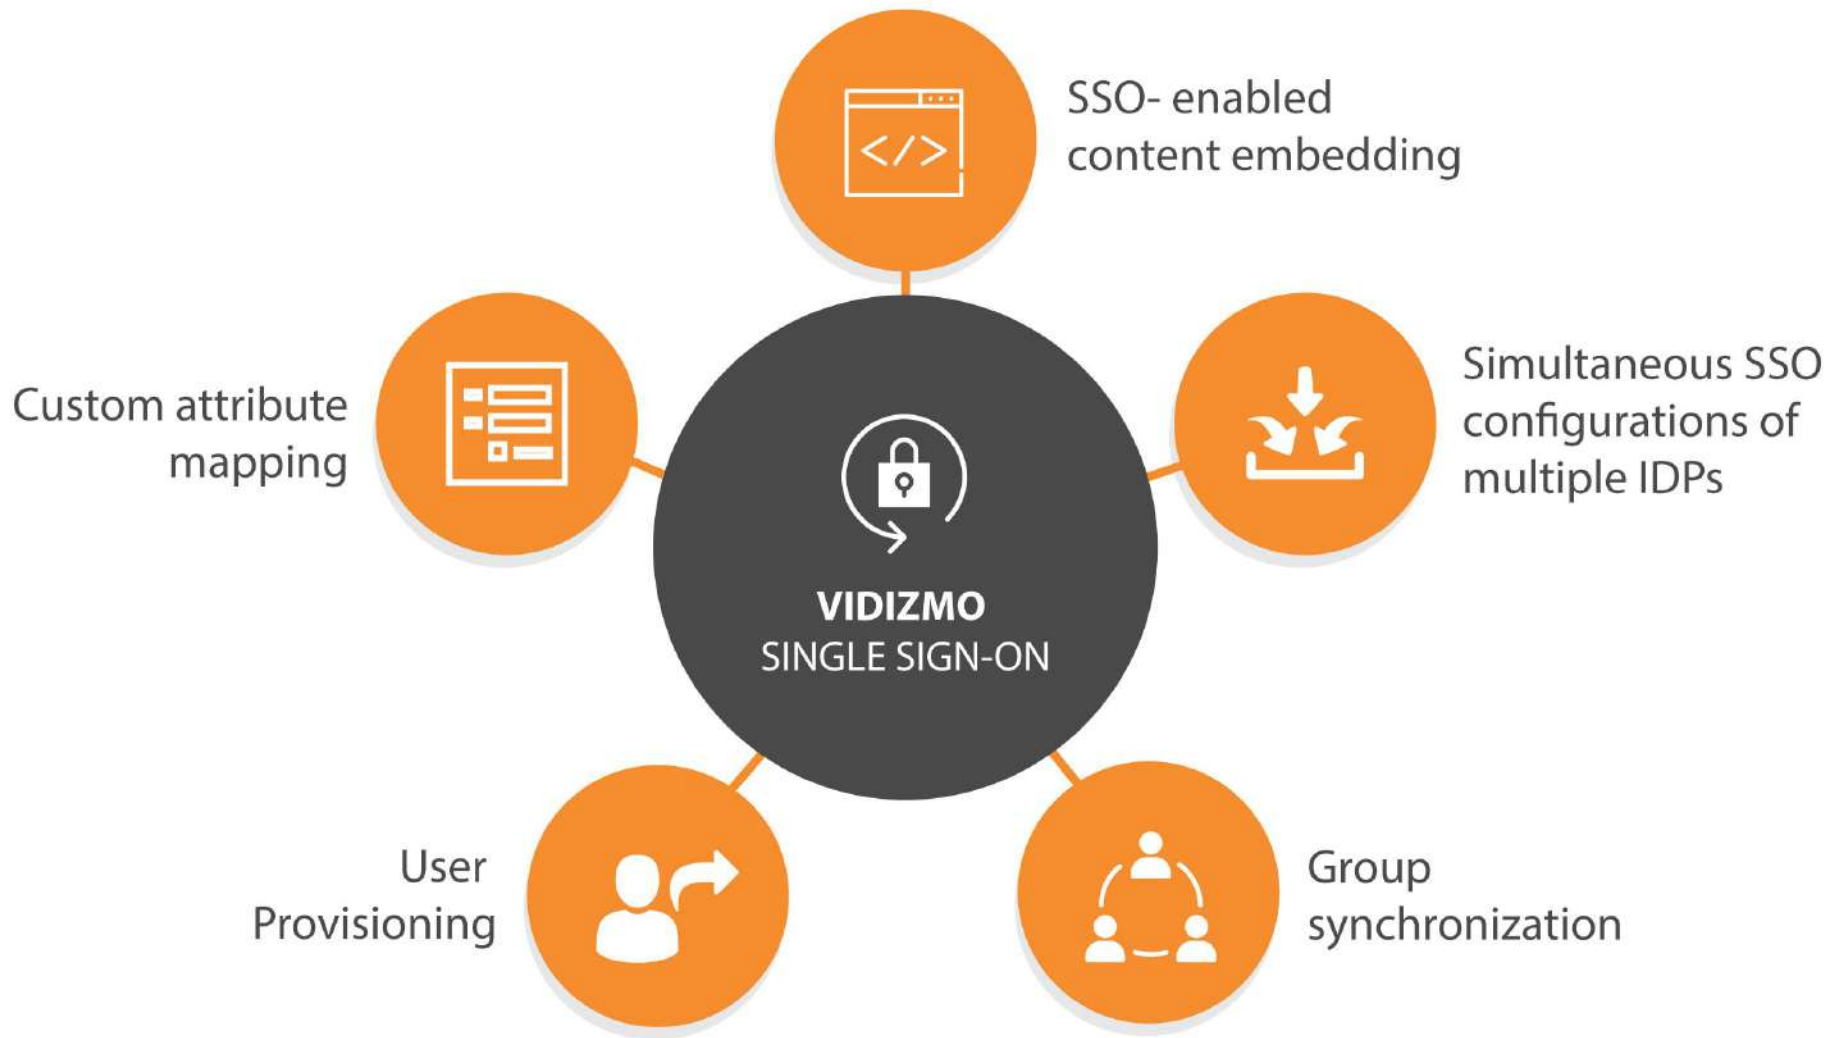 SSO- enabled
content embedding
Custom attribute
mapping
Simultaneous SSO
configurations of
multiple IDPs
VIDIZMO
SINGLE SIGN-ON
User
Provisioning
Group
synchronization